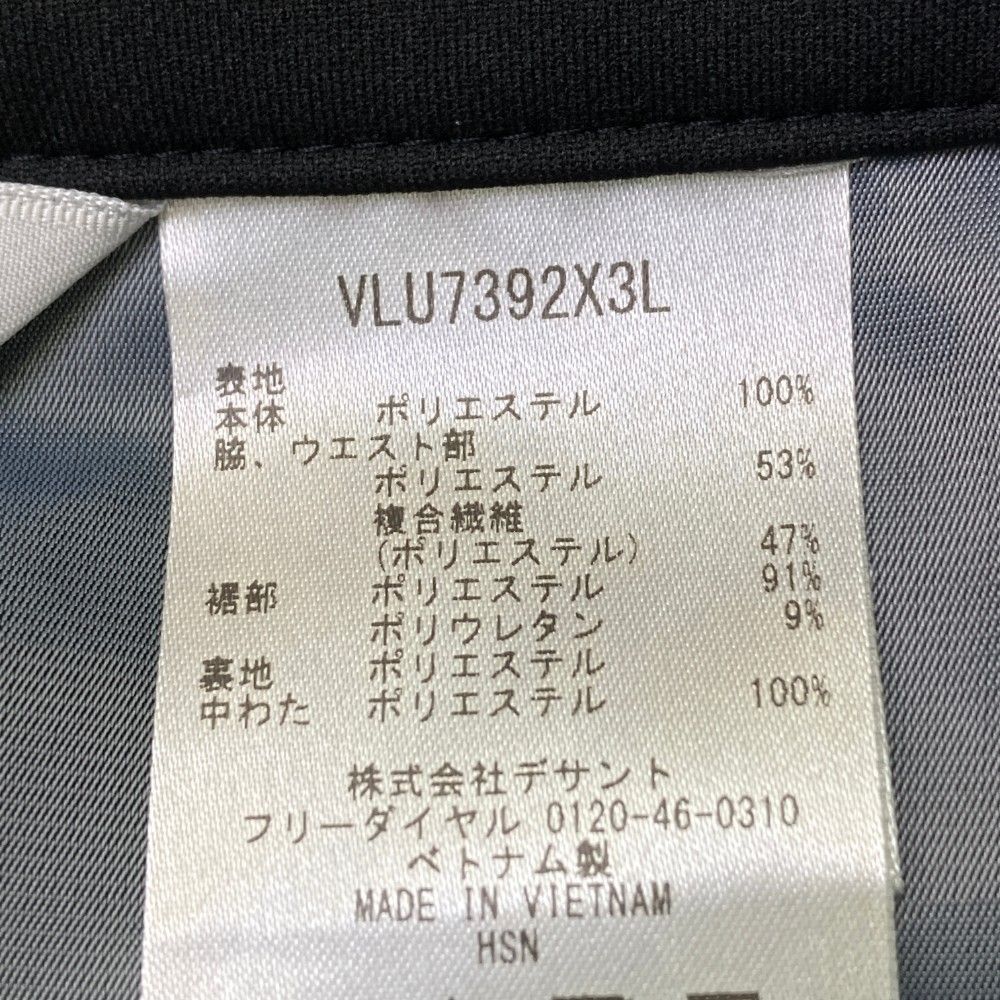 VLU7392X3L
表地
本体 ポリエステル 100%
脇、ウエスト部
ポリエステル 53%
複合繊維
(ポリエステル) 47%
裾部 ポリエステル 91%
ポリウレタン 9%
裏地 ポリエステル
中わた ポリエステル 100%
株式会社デサント
フリーダイヤル 0120-46-0310
ベトナム製
MADE IN VIETNAM
HSN